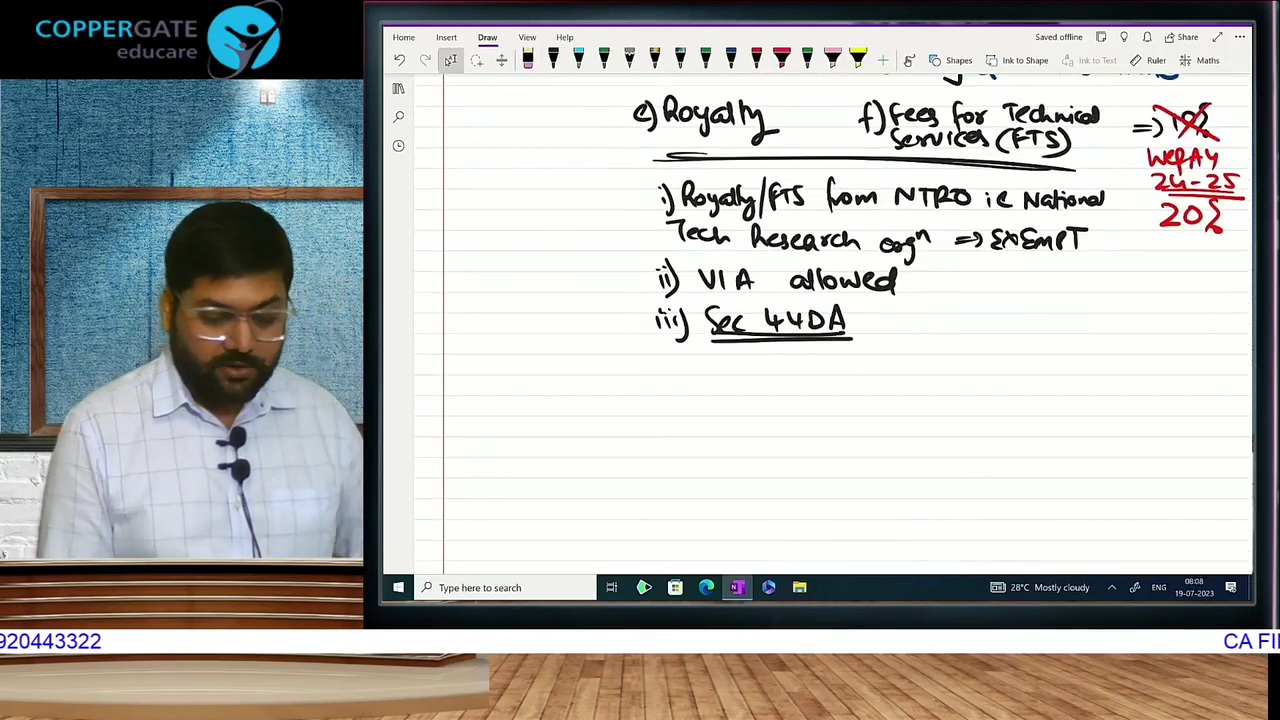 COPPERGATE
educare
Home Insert Draw View Help
Saved offline
Share
Shapes
Ink to Shape
Ink to Text
Ruler
Maths
e) Royalty
f) Fees for Technical
Services (FTS)
=> 10%
wef AY
24-25
20%
i) Royalty/FTS from NTRO i.e National
Tech Research orgn => EXEMPT
ii) VIA allowed
iii) Sec 44DA
Type here to search
28°C Mostly cloudy
ENG
08:08
19-07-2023
920443322
CA FI